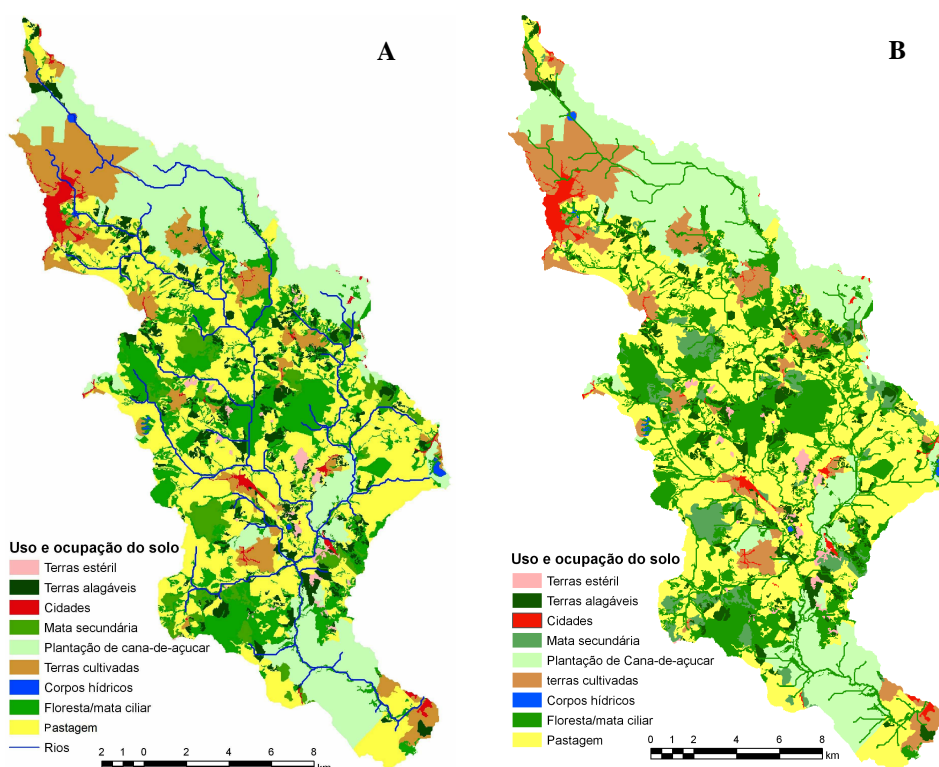 A
B
Uso e ocupação do solo
Terras estéril
Terras alagáveis
Cidades
Mata secundária
Plantação de cana-de-açucar
Terras cultivadas
Corpos hídricos
Floresta/mata ciliar
Pastagem
Rios
2 1 0 2 4 6 8
km
Uso e ocupação do solo
Terras estéril
Terras alagáveis
Cidades
Mata secundária
Plantação de Cana-de-açucar
terras cultivadas
Corpos hídricos
Floresta/mata ciliar
Pastagem
0 1 2 4 6 8
km